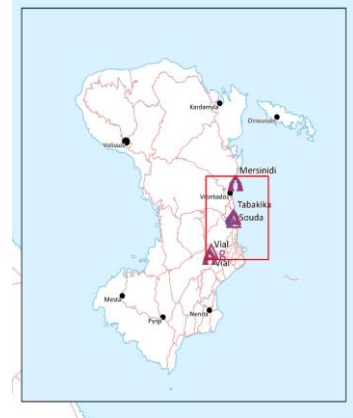 Kardamyla
Oinousses
Volissos
Mersinidi
Vrontados
Tabakika
Souda
Vial
R
Vial
Mesta
Pyrgi
Nenita